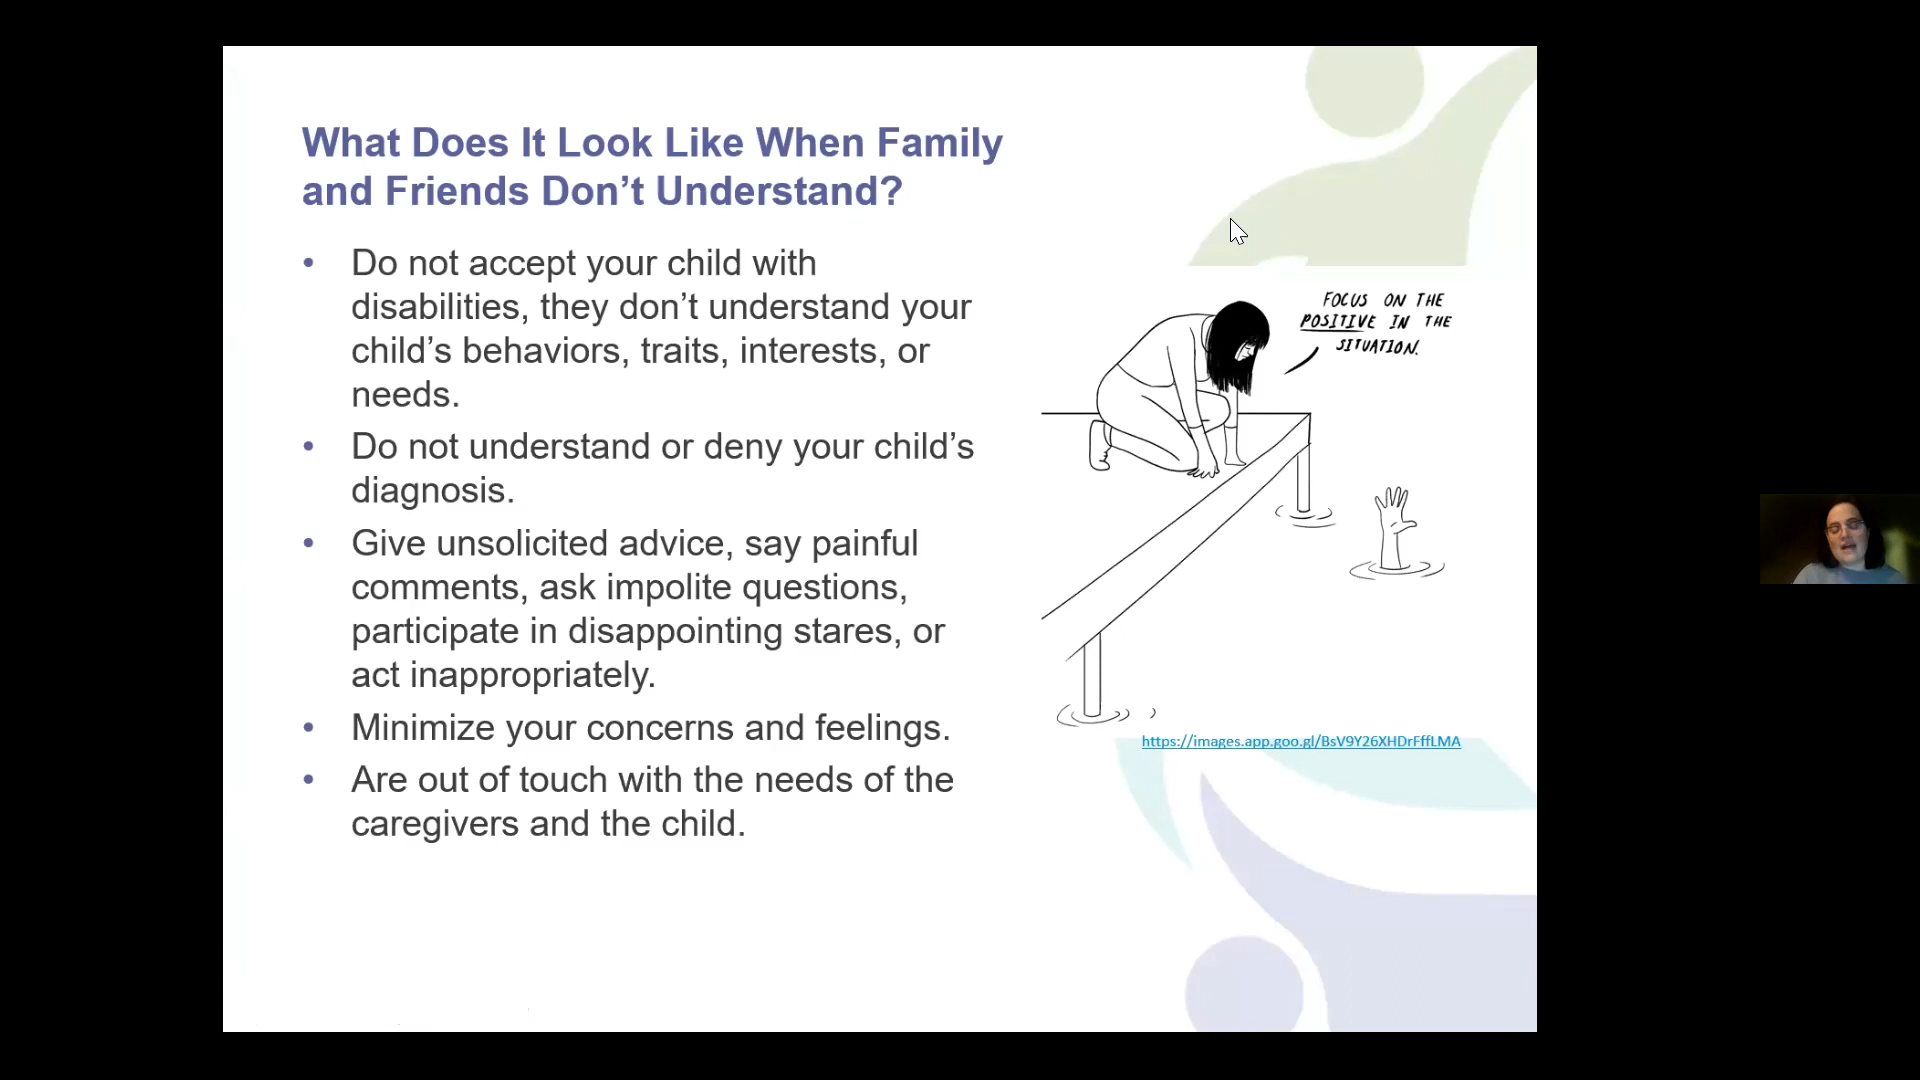 What Does It Look Like When Family
and Friends Don’t Understand?
• Do not accept your child with
disabilities, they don’t understand your
child’s behaviors, traits, interests, or
needs.
• Do not understand or deny your child’s
diagnosis.
• Give unsolicited advice, say painful
comments, ask impolite questions,
participate in disappointing stares, or
act inappropriately.
• Minimize your concerns and feelings.
• Are out of touch with the needs of the
caregivers and the child.
FOCUS ON THE
POSITIVE IN THE
SITUATION.
https://images.app.goo.gl/BsV9Y26XHDrFffLMA